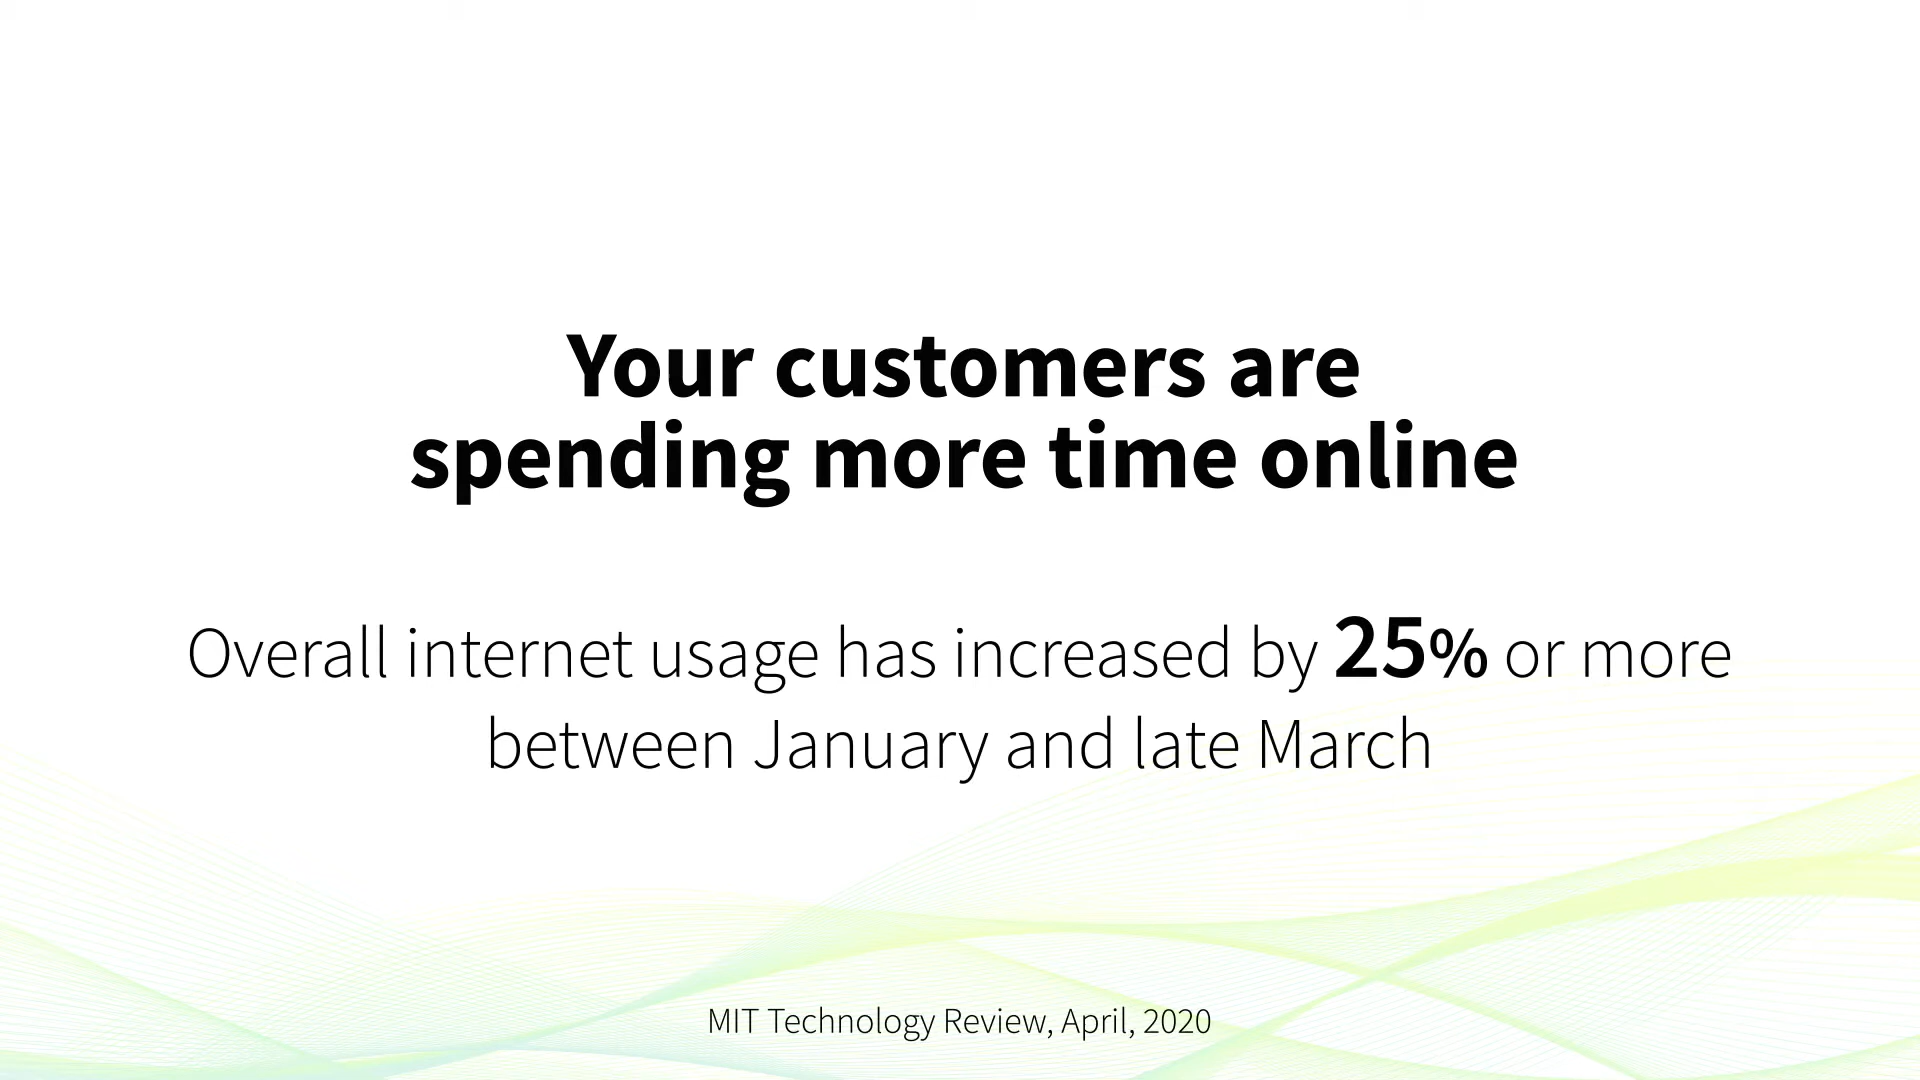 Your customers are
spending more time online
Overall internet usage has increased by 25% or more
between January and late March
MIT Technology Review, April, 2020